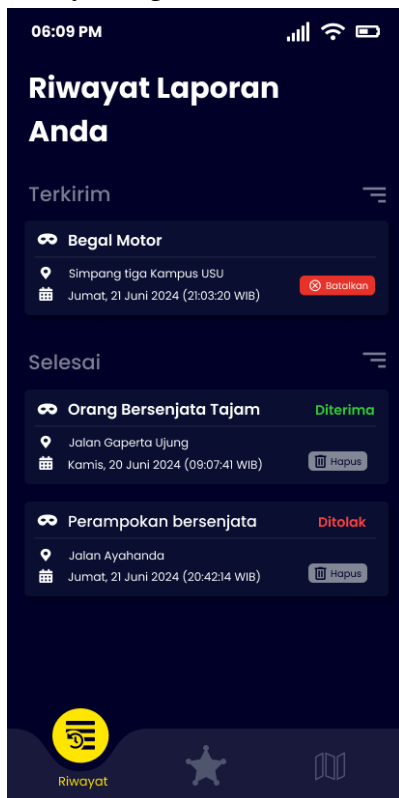 06:09 PM
Riwayat Laporan
Anda
Terkirim
Begal Motor
Simpang tiga Kampus USU
Jumat, 21 Juni 2024 (21:03:20 WIB)
Batalkan
Selesai
Orang Bersenjata Tajam
Diterima
Jalan Gaperta Ujung
Kamis, 20 Juni 2024 (09:07:41 WIB)
Hapus
Perampokan bersenjata
Ditolak
Jalan Ayahanda
Jumat, 21 Juni 2024 (20:42:14 WIB)
Hapus
Riwayat